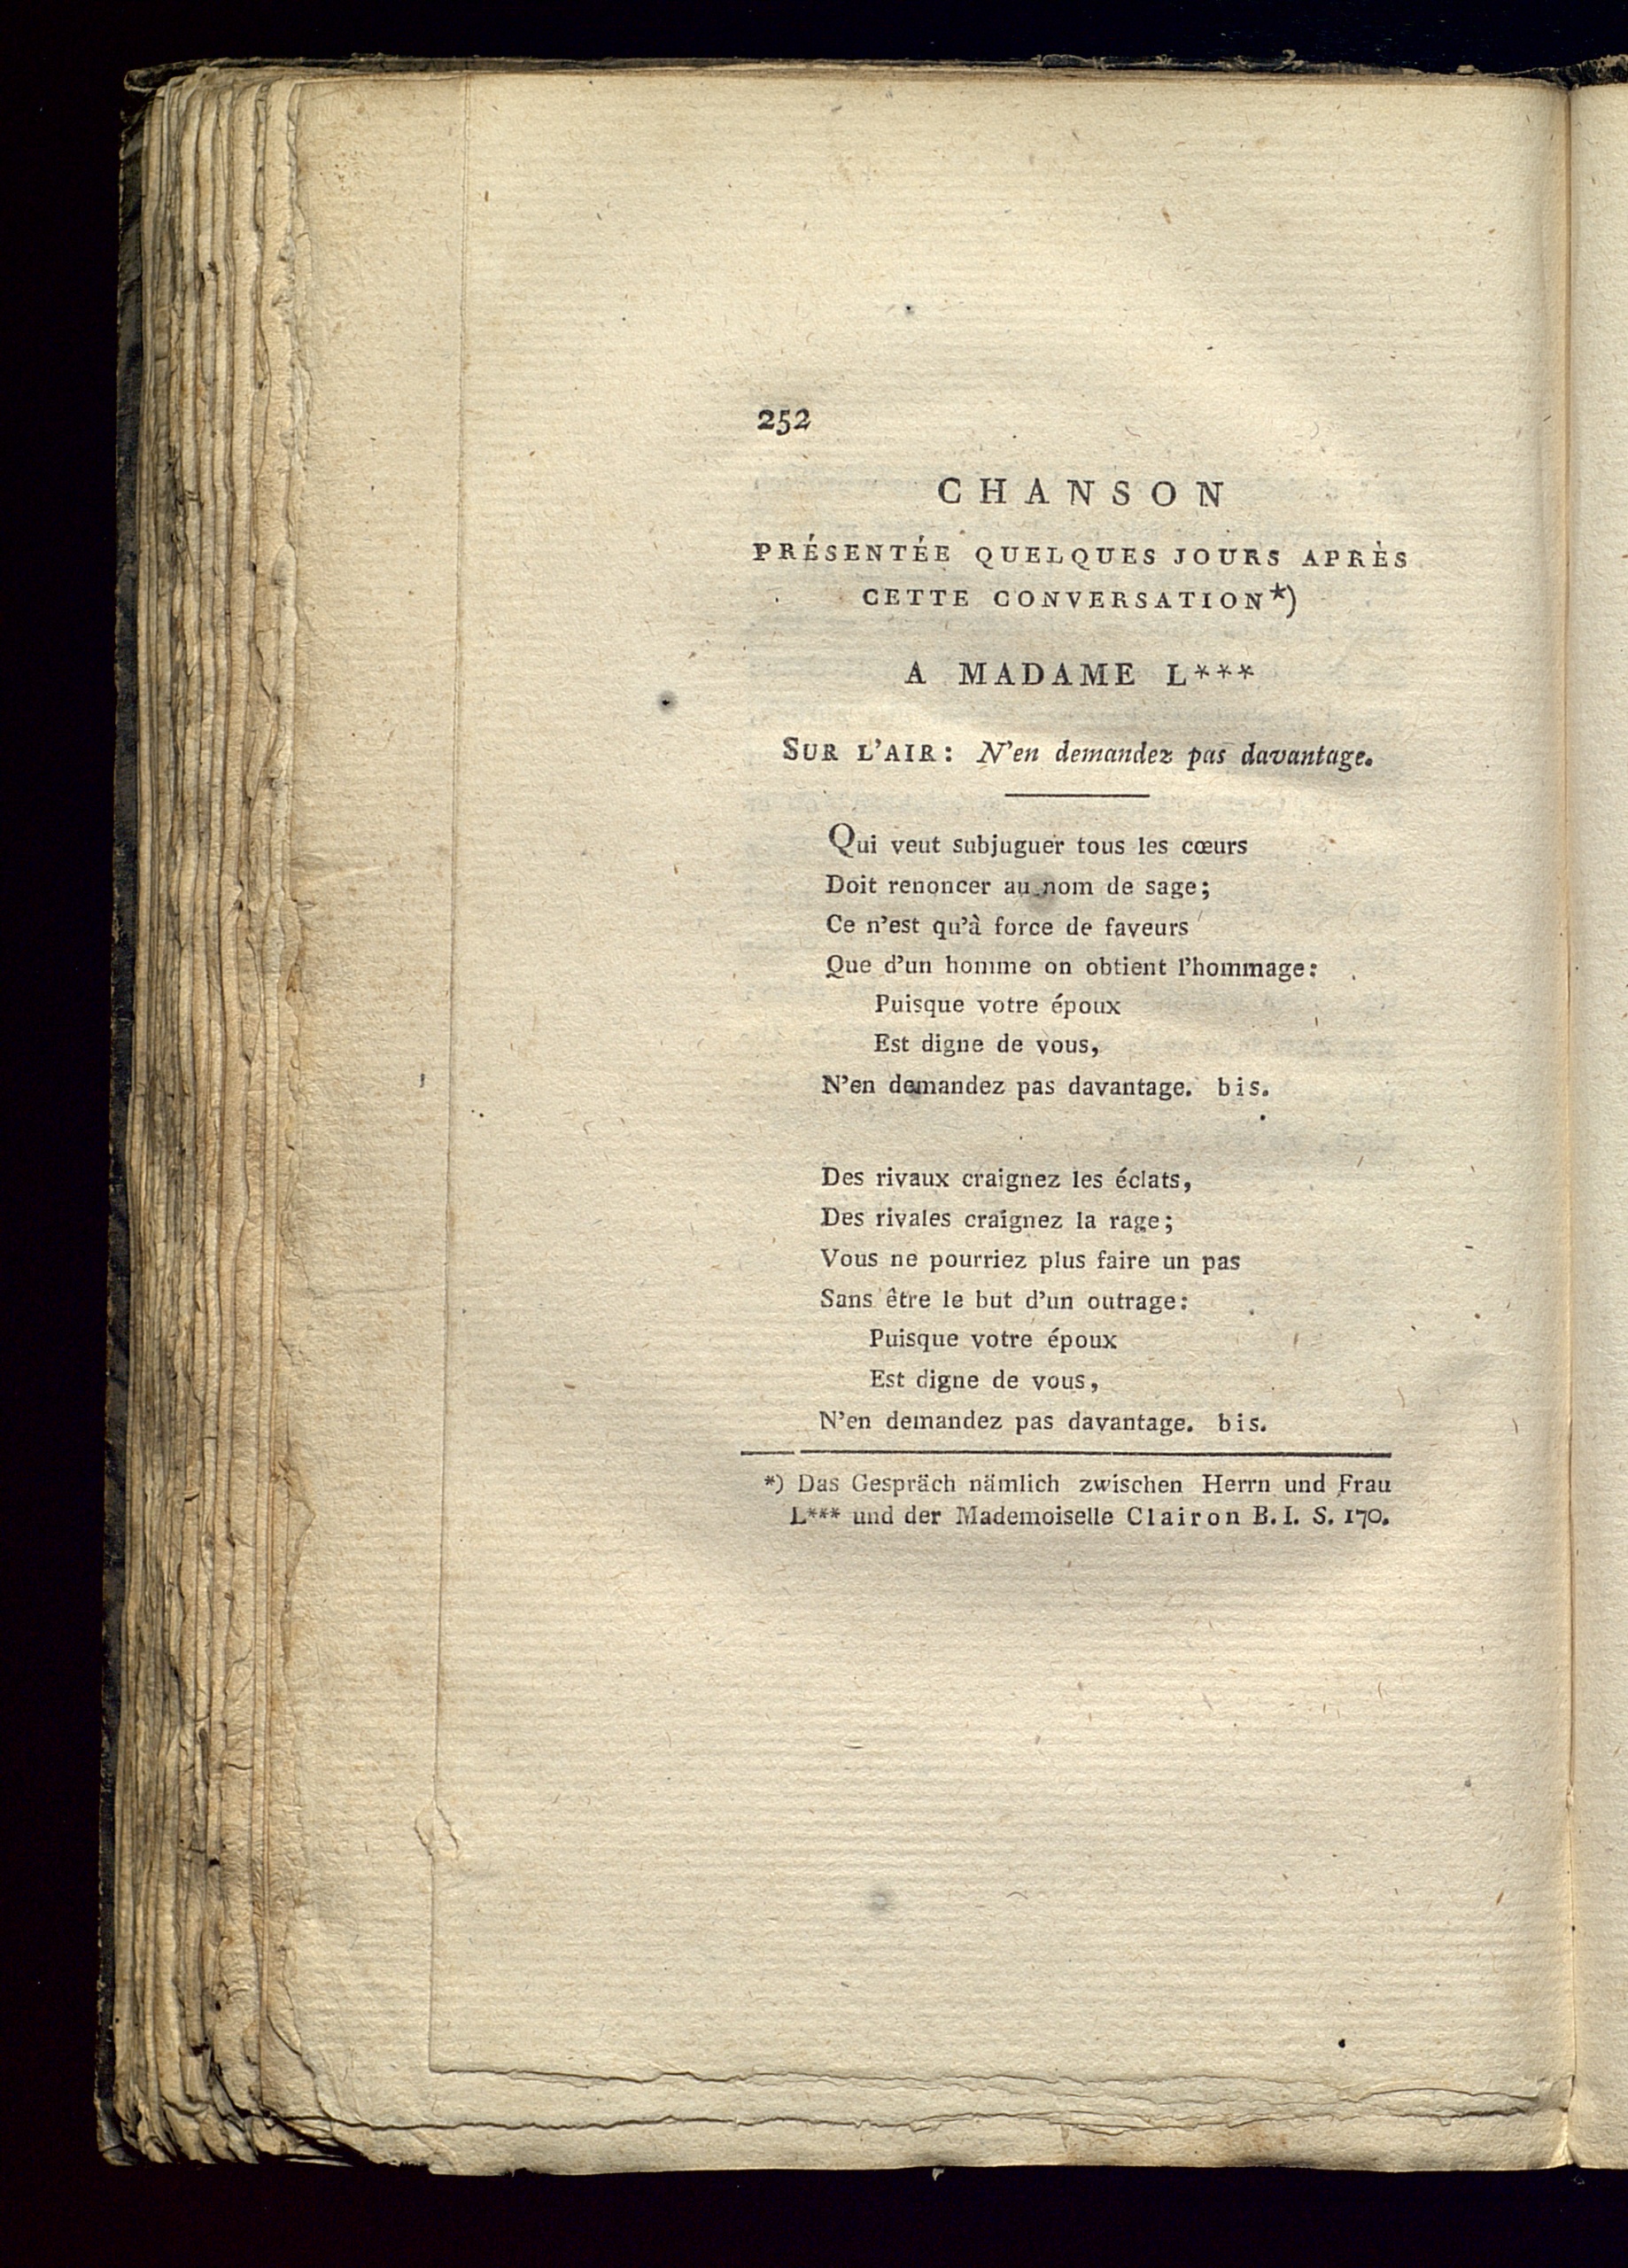 252
CHANSON
PRÉSENTÉE QUELQUES JOURS APRÈS
CETTE CONVERSATION*)
A MADAME L***
SUR L'AIR: N'en demandez pas davantage.
Qui veut subjuguer tous les cœurs
Doit renoncer au nom de sage;
Ce n'est qu'à force de faveurs
Que d'un homme on obtient l'hommage:
Puisque votre époux
Est digne de vous,
N'en demandez pas davantage. bis.
Des rivaux craignez les éclats,
Des rivales craignez la rage;
Vous ne pourriez plus faire un pas
Sans être le but d'un outrage:
Puisque votre époux
Est digne de vous,
N'en demandez pas davantage. bis.
*) Das Gespräch nämlich zwischen Herrn und Frau
L*** und der Mademoiselle Clairon B. I. S. 170.